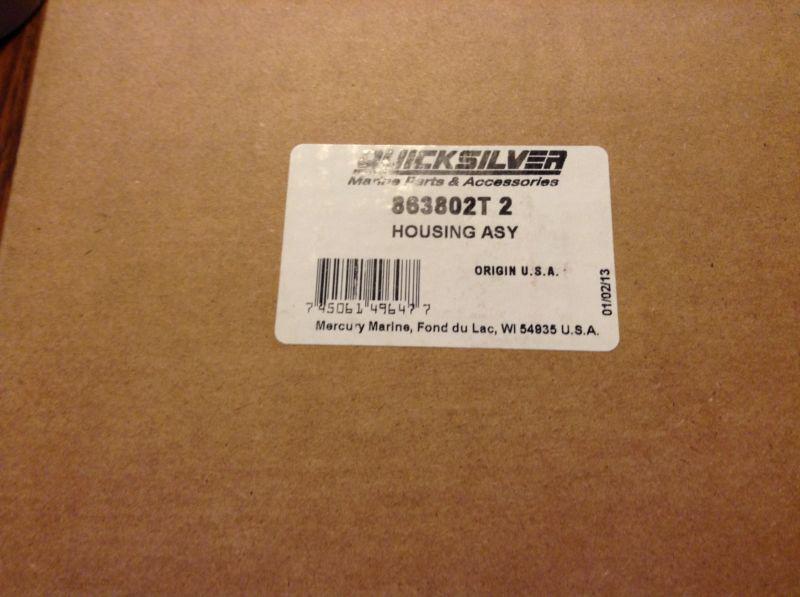 QUICKSILVER
Marine Parts & Accessories
863802T 2
HOUSING ASY
ORIGIN U.S.A.
01/02/13
7 45061 49647 7
Mercury Marine, Fond du Lac, WI 54935 U.S.A.